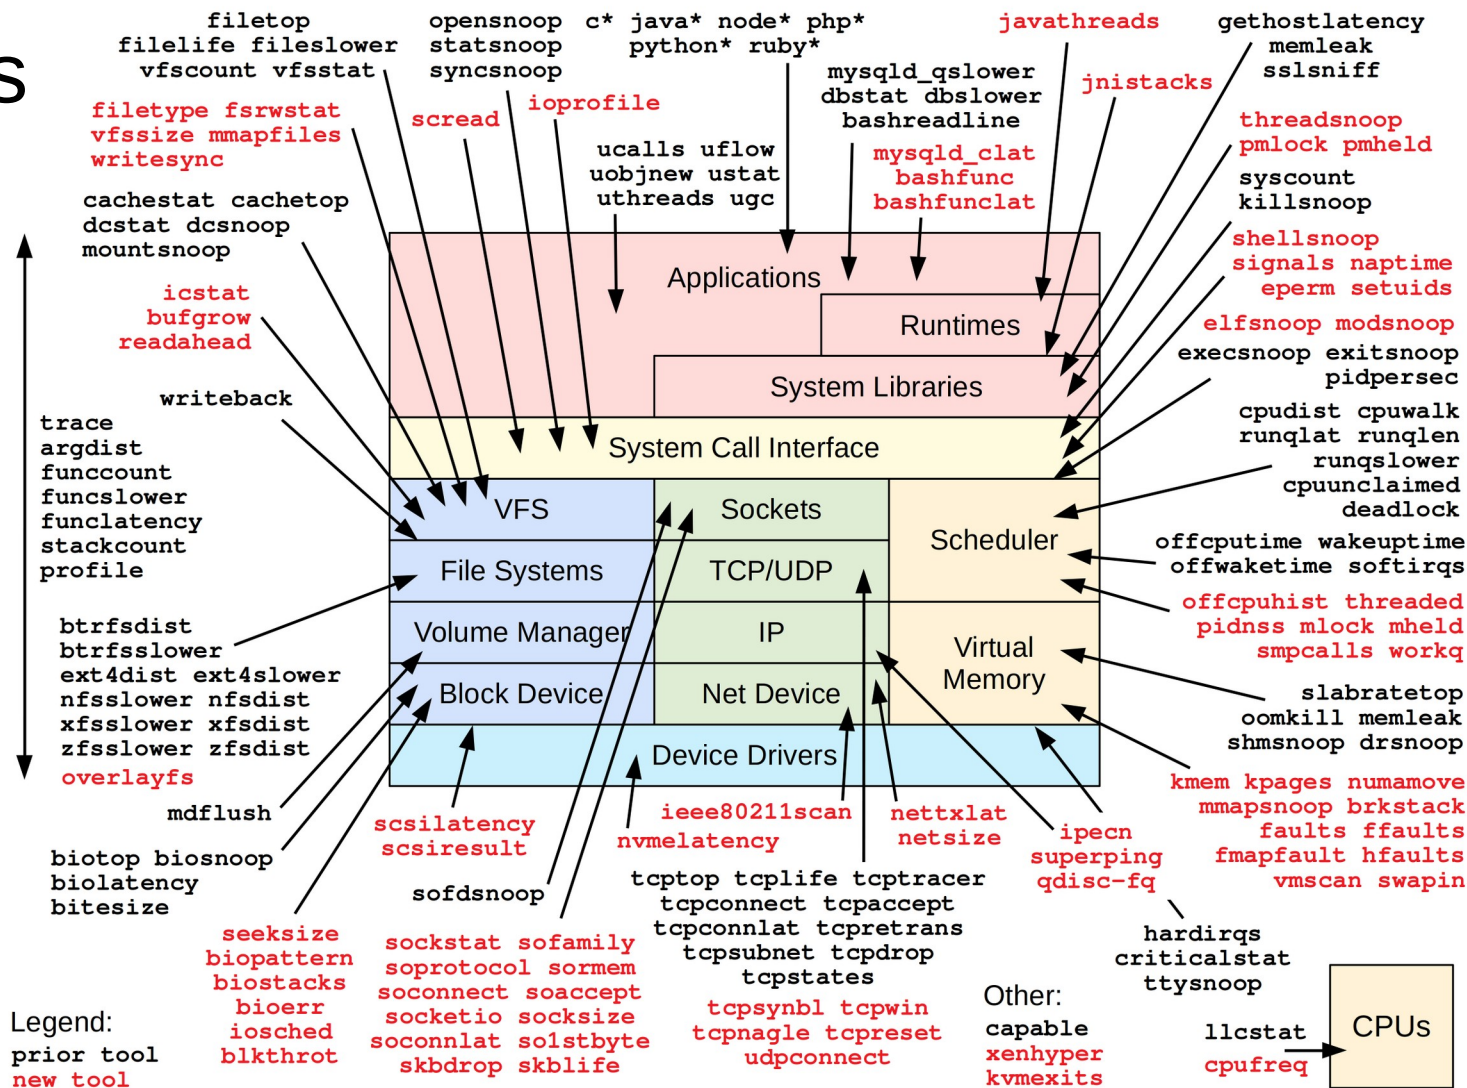 s
filetop
filelife fileslower
vfscount vfsstat
opensnoop
statsnoop
syncsnoop
c* java* node* php*
python* ruby*
javathreads
gethostlatency
memleak
sslsniff
filetype fsrwstat
vfssize mmapfiles
writesync
scread
ioprofile
mysqld_qslower
dbstat dbslower
bashreadline
jnistacks
threadsnoop
pmlock pmheld
ucalls uflow
uobjnew ustat
uthreads ugc
mysqld_clat
bashfunc
bashfunclat
syscount
killsnoop
cachestat cachetop
dcstat dcsnoop
mountsnoop
shellsnoop
signals naptime
eperm setuids
icstat
bufgrow
readahead
elfsnoop modsnoop
execsnoop exitsnoop
pidpersec
writeback
cpudist cpuwalk
runqlat runqlen
runqslower
cpuunclaimed
deadlock
trace
argdist
funccount
funcslower
funclatency
stackcount
profile
offcputime wakeuptime
offwaketime softirqs
offcpuhist threaded
pidnss mlock mheld
smpcalls workq
btrfsdist
btrfsslower
ext4dist ext4slower
nfsslower nfsdist
xfsslower xfsdist
zfsslower zfsdist
overlayfs
slabratetop
oomkill memleak
shmsnoop drsnoop
Applications
Runtimes
System Libraries
System Call Interface
VFS
Sockets
Scheduler
File Systems
TCP/UDP
Volume Manager
IP
Virtual
Memory
Block Device
Net Device
Device Drivers
kmem kpages numamove
mmapsnoop brkstack
faults ffaults
fmapfault hfaults
vmscan swapin
mdflush
biotop biosnoop
biolatency
bitesize
scsilatency
scsiresult
nvmelatency
ieee80211scan
nettxlat
netsize
ipecn
superping
qdisc-fq
seeksize
biopattern
biostacks
bioerr
iosched
blkthrot
sofdsnoop
sockstat sofamily
soprotocol sormem
soconnect soaccept
socketio socksize
soconnlat so1stbyte
skbdrop skblife
tcptop tcplife tcptracer
tcpconnect tcpaccept
tcpconnlat tcpretrans
tcpsubnet tcpdrop
tcpstates
tcpsynbl tcpwin
tcpnagle tcpreset
udpconnect
hardirqs
criticalstat
ttysnoop
Legend:
prior tool
new tool
Other:
capable
xenhyper
kvmexits
llcstat
cpufreq
CPUs